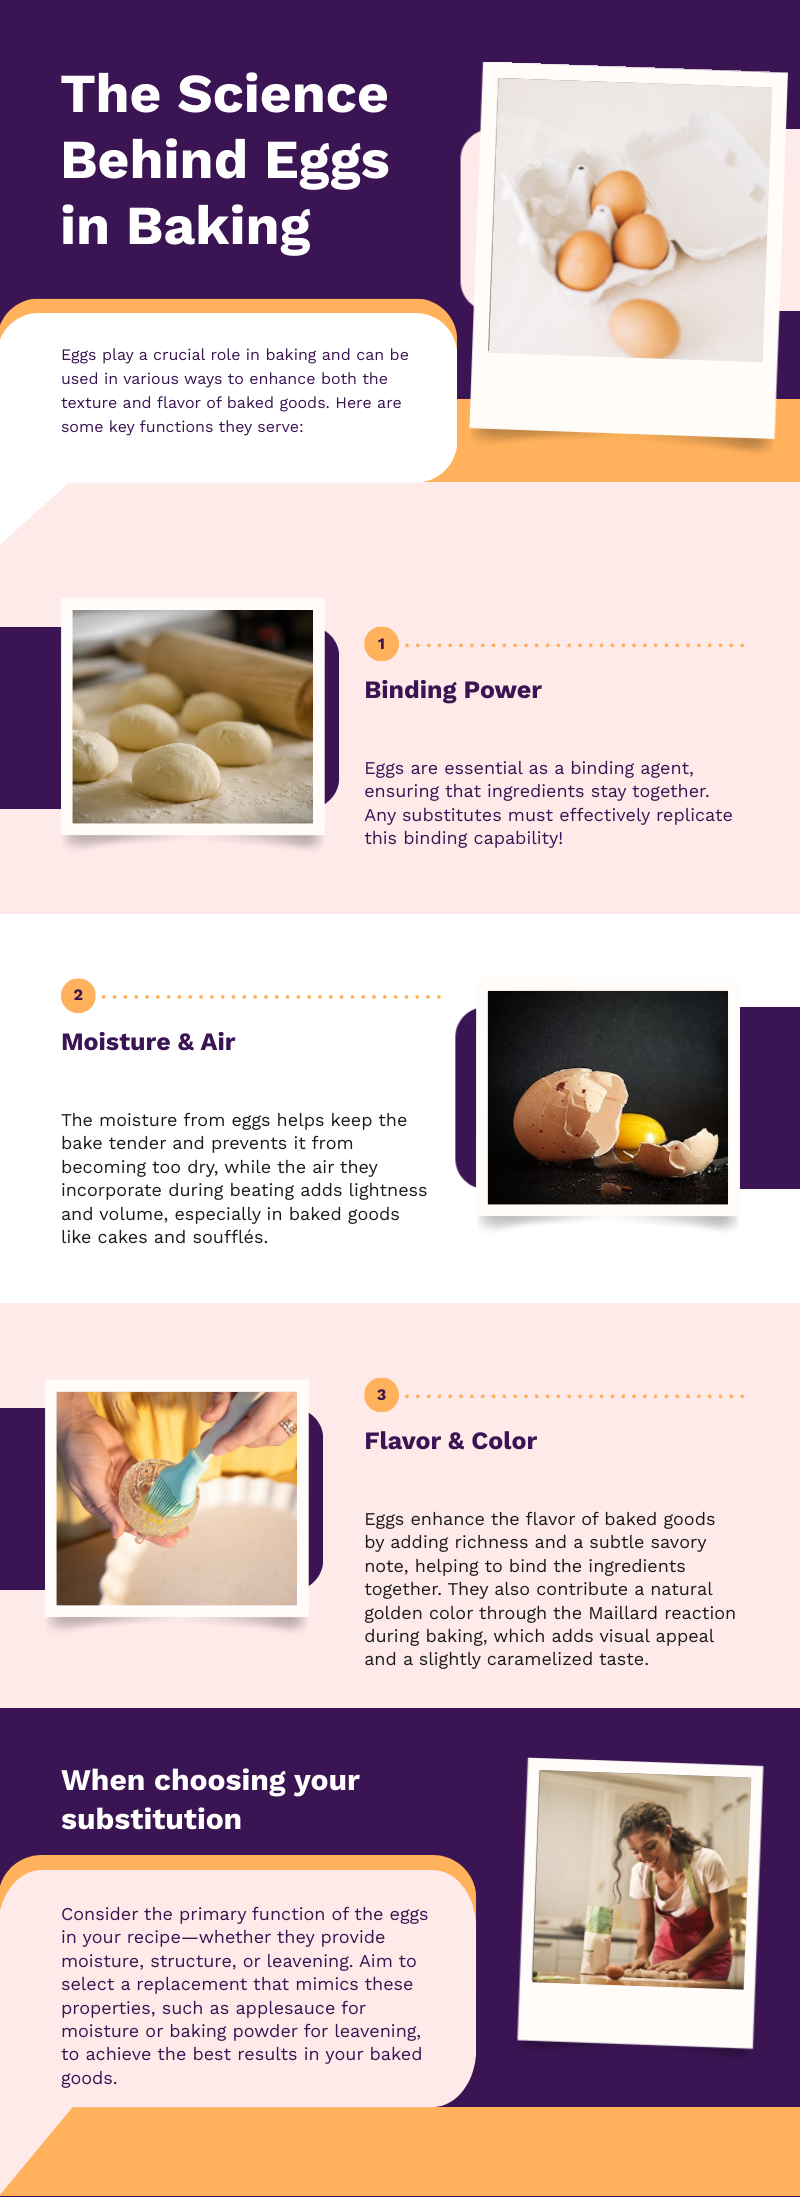 The Science
Behind Eggs
in Baking
Eggs play a crucial role in baking and can be
used in various ways to enhance both the
texture and flavor of baked goods. Here are
some key functions they serve:
1
Binding Power
Eggs are essential as a binding agent,
ensuring that ingredients stay together.
Any substitutes must effectively replicate
this binding capability!
2
Moisture & Air
The moisture from eggs helps keep the
bake tender and prevents it from
becoming too dry, while the air they
incorporate during beating adds lightness
and volume, especially in baked goods
like cakes and soufflés.
3
Flavor & Color
Eggs enhance the flavor of baked goods
by adding richness and a subtle savory
note, helping to bind the ingredients
together. They also contribute a natural
golden color through the Maillard reaction
during baking, which adds visual appeal
and a slightly caramelized taste.
When choosing your
substitution
Consider the primary function of the eggs
in your recipe—whether they provide
moisture, structure, or leavening. Aim to
select a replacement that mimics these
properties, such as applesauce for
moisture or baking powder for leavening,
to achieve the best results in your baked
goods.